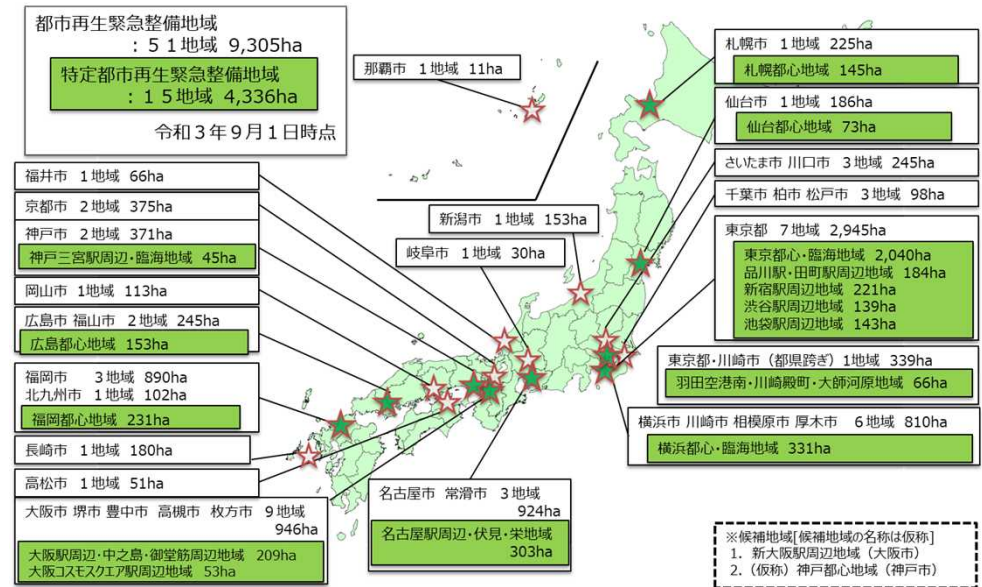 都市再生緊急整備地域
：５１地域 9,305ha
特定都市再生緊急整備地域
：１５地域 4,336ha
令和３年９月１日時点
那覇市 １地域 11ha
札幌市 １地域 225ha
札幌都心地域 145ha
仙台市 １地域 186ha
仙台都心地域 73ha
さいたま市 川口市 ３地域 245ha
千葉市 柏市 松戸市 ３地域 98ha
東京都 ７地域 2,945ha
東京都心・臨海地域 2,040ha
品川駅・田町駅周辺地域 184ha
新宿駅周辺地域 221ha
渋谷駅周辺地域 139ha
池袋駅周辺地域 143ha
東京都・川崎市（都県跨ぎ）１地域 339ha
羽田空港南・川崎殿町・大師河原地域 66ha
横浜市 川崎市 相模原市 厚木市 ６地域 810ha
横浜都心・臨海地域 331ha
新潟市 １地域 153ha
岐阜市 １地域 30ha
福井市 １地域 66ha
京都市 ２地域 375ha
神戸市 ２地域 371ha
神戸三宮駅周辺・臨海地域 45ha
岡山市 １地域 113ha
広島市 福山市 ２地域 245ha
広島都心地域 153ha
福岡市 ３地域 890ha
北九州市 １地域 102ha
福岡都心地域 231ha
長崎市 １地域 180ha
高松市 １地域 51ha
大阪市 堺市 豊中市 高槻市 枚方市 ９地域
946ha
大阪駅周辺・中之島・御堂筋周辺地域 209ha
大阪コスモスクエア駅周辺地域 53ha
名古屋市 常滑市 ３地域
924ha
名古屋駅周辺・伏見・栄地域
303ha
※候補地域[候補地域の名称は仮称]
１．新大阪駅周辺地域（大阪市）
２．（仮称）神戸都心地域（神戸市）